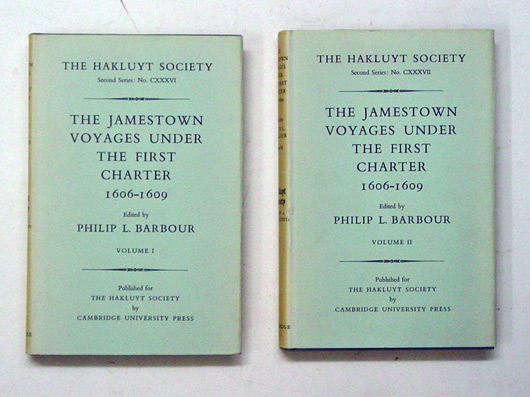 THE HAKLUYT SOCIETY
Second Series: No. CXXXVI
THE JAMESTOWN
VOYAGES UNDER
THE FIRST
CHARTER
1606-1609
Edited by
PHILIP L. BARBOUR
VOLUME I
Published for
THE HAKLUYT SOCIETY
by
CAMBRIDGE UNIVERSITY PRESS
THE HAKLUYT SOCIETY
Second Series: No. CXXXVII
THE JAMESTOWN
VOYAGES UNDER
THE FIRST
CHARTER
1606-1609
Edited by
PHILIP L. BARBOUR
VOLUME II
Published for
THE HAKLUYT SOCIETY
by
CAMBRIDGE UNIVERSITY PRESS